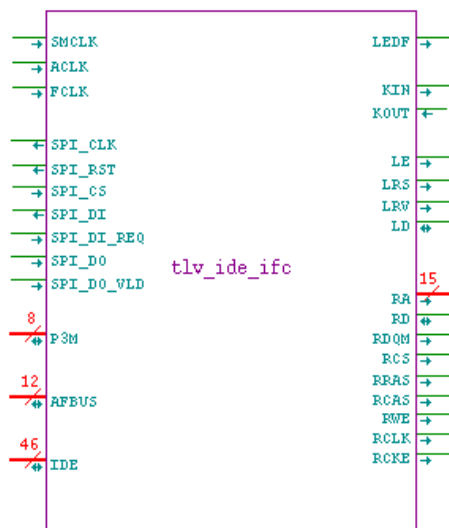 SMCLK
ACLK
FCLK
SPI_CLK
SPI_RST
SPI_CS
SPI_DI
SPI_DI_REQ
SPI_DO
SPI_DO_VLD
8
P3M
12
AFBUS
46
IDE
tlv_ide_ifc
LEDF
KIN
KOUT
LE
LRS
LRW
LD
15
RA
RD
RDQM
RCS
RRAS
RCAS
RWE
RCLK
RCKE